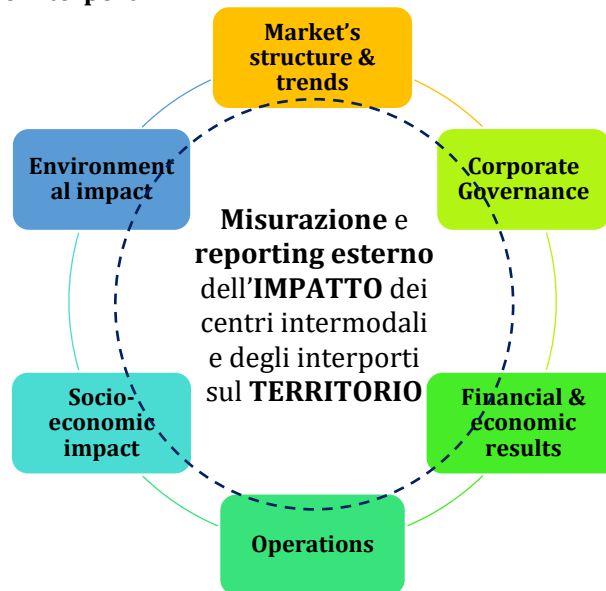 Market's
structure &
trends
Corporate
Governance
Financial &
economic
results
Operations
Socio-
economic
impact
Environment
al impact
Misurazione e
reporting esterno
dell'IMPATTO dei
centri intermodali
e degli interporti
sul TERRITORIO